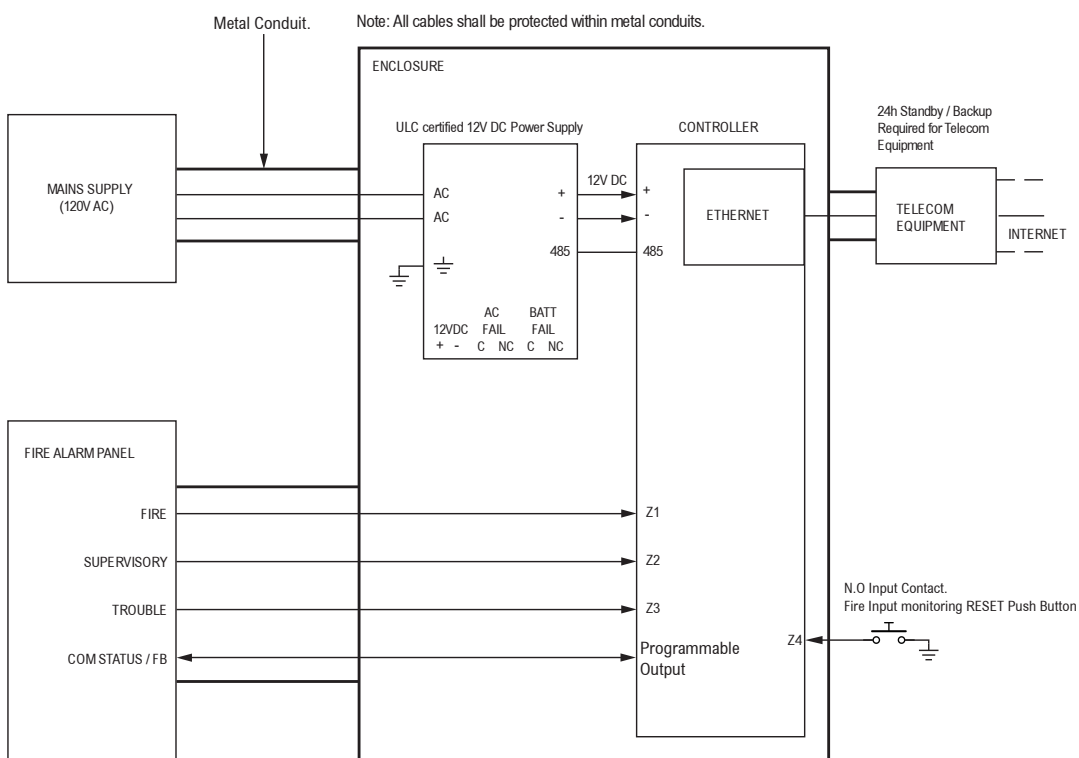 Metal Conduit.
Note: All cables shall be protected within metal conduits.
ENCLOSURE
24h Standby / Backup
Required for Telecom
Equipment
ULC certified 12V DC Power Supply
CONTROLLER
MAINS SUPPLY
(120V AC)
AC
AC
+
-
485
12V DC
+
-
485
ETHERNET
TELECOM
EQUIPMENT
INTERNET
AC BATT
12VDC FAIL FAIL
+ - C NC C NC
FIRE ALARM PANEL
FIRE
Z1
SUPERVISORY
Z2
TROUBLE
Z3
COM STATUS / FB
Programmable
Output
Z4
N.O Input Contact.
Fire Input monitoring RESET Push Button